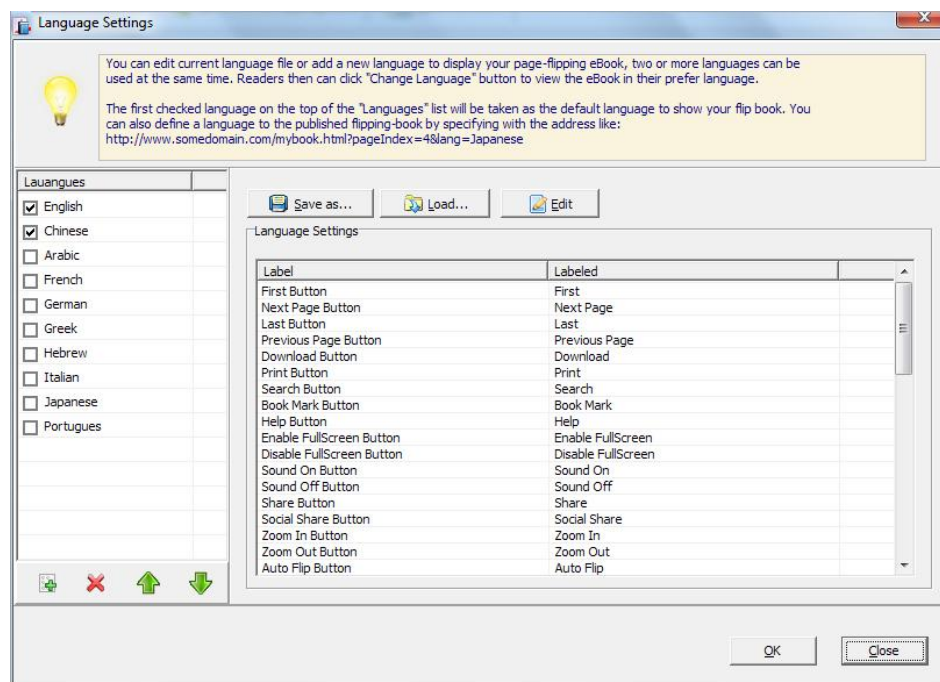 Language Settings
You can edit current language file or add a new language to display your page-flipping eBook, two or more languages can be
used at the same time. Readers then can click "Change Language" button to view the eBook in their prefer language.
The first checked language on the top of the "Languages" list will be taken as the default language to show your flip book. You
can also define a language to the published flipping-book by specifying with the address like:
http://www.somedomain.com/mybook.html?pageIndex=4&lang=Japanese
Lauangues
English
Chinese
Arabic
French
German
Greek
Hebrew
Italian
Japanese
Portugues
Save as... Load... Edit
Language Settings
Label Labeled
First Button First
Next Page Button Next Page
Last Button Last
Previous Page Button Previous Page
Download Button Download
Print Button Print
Search Button Search
Book Mark Button Book Mark
Help Button Help
Enable FullScreen Button Enable FullScreen
Disable FullScreen Button Disable FullScreen
Sound On Button Sound On
Sound Off Button Sound Off
Share Button Share
Social Share Button Social Share
Zoom In Button Zoom In
Zoom Out Button Zoom Out
Auto Flip Button Auto Flip
OK Close